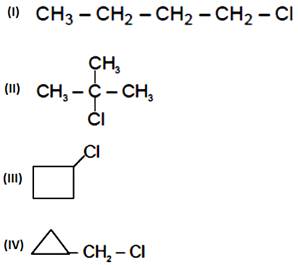 (I) CH3 – CH2 – CH2 – CH2 – Cl
(II)
CH3
CH3 – C – CH3
Cl
(III)
Cl
(IV)
CH2 – Cl